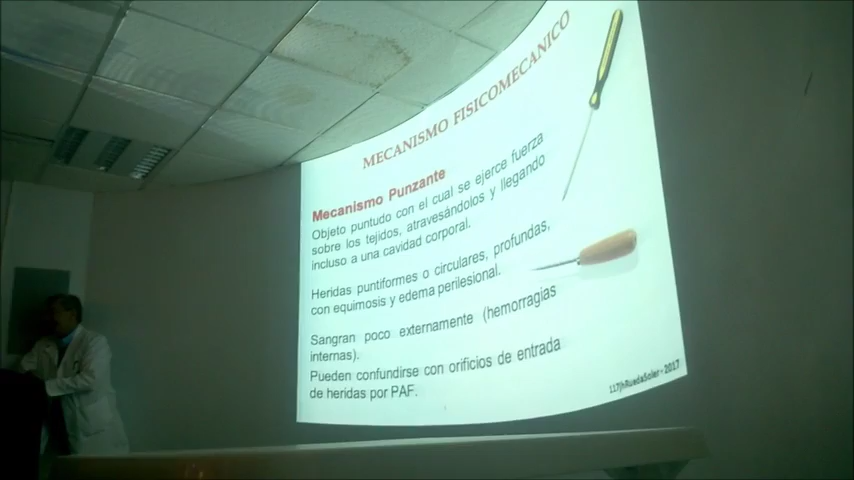 MECANISMO FISICOMECANICO
Mecanismo Punzante
Objeto puntudo con el cual se ejerce fuerza
sobre los tejidos, atravesándolos y llegando
incluso a una cavidad corporal.
Heridas puntiformes o circulares, profundas,
con equimosis y edema perilesional.
Sangran poco externamente (hemorragias
internas).
Pueden confundirse con orificios de entrada
de heridas por PAF.